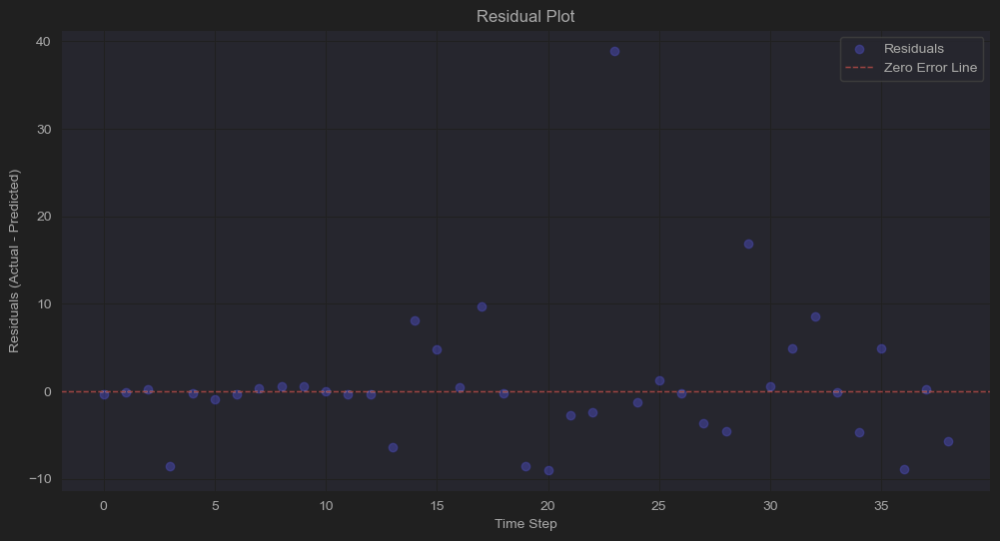 Residual Plot
Residuals
Zero Error Line
Residuals (Actual - Predicted)
40
30
20
10
0
−10
0 5 10 15 20 25 30 35
Time Step